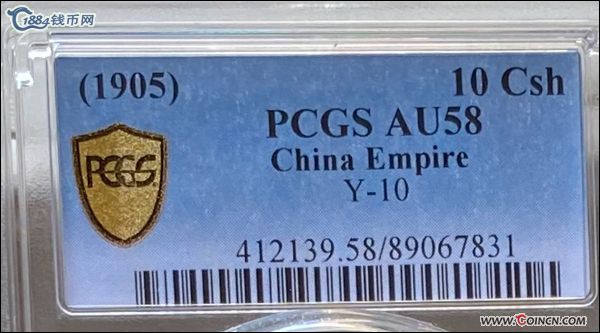 1884钱币网
(1905) 10 Csh
PCGS AU58
China Empire
PCGS
Y-10
412139.58/89067831
www.COINCN.COM